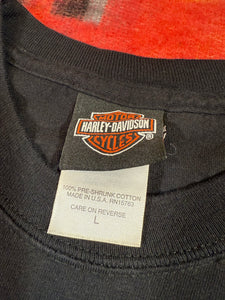 MOTOR
HARLEY-DAVIDSON
CYCLES
®
100% PRE-SHRUNK COTTON
MADE IN U.S.A. RN15763
CARE ON REVERSE
L